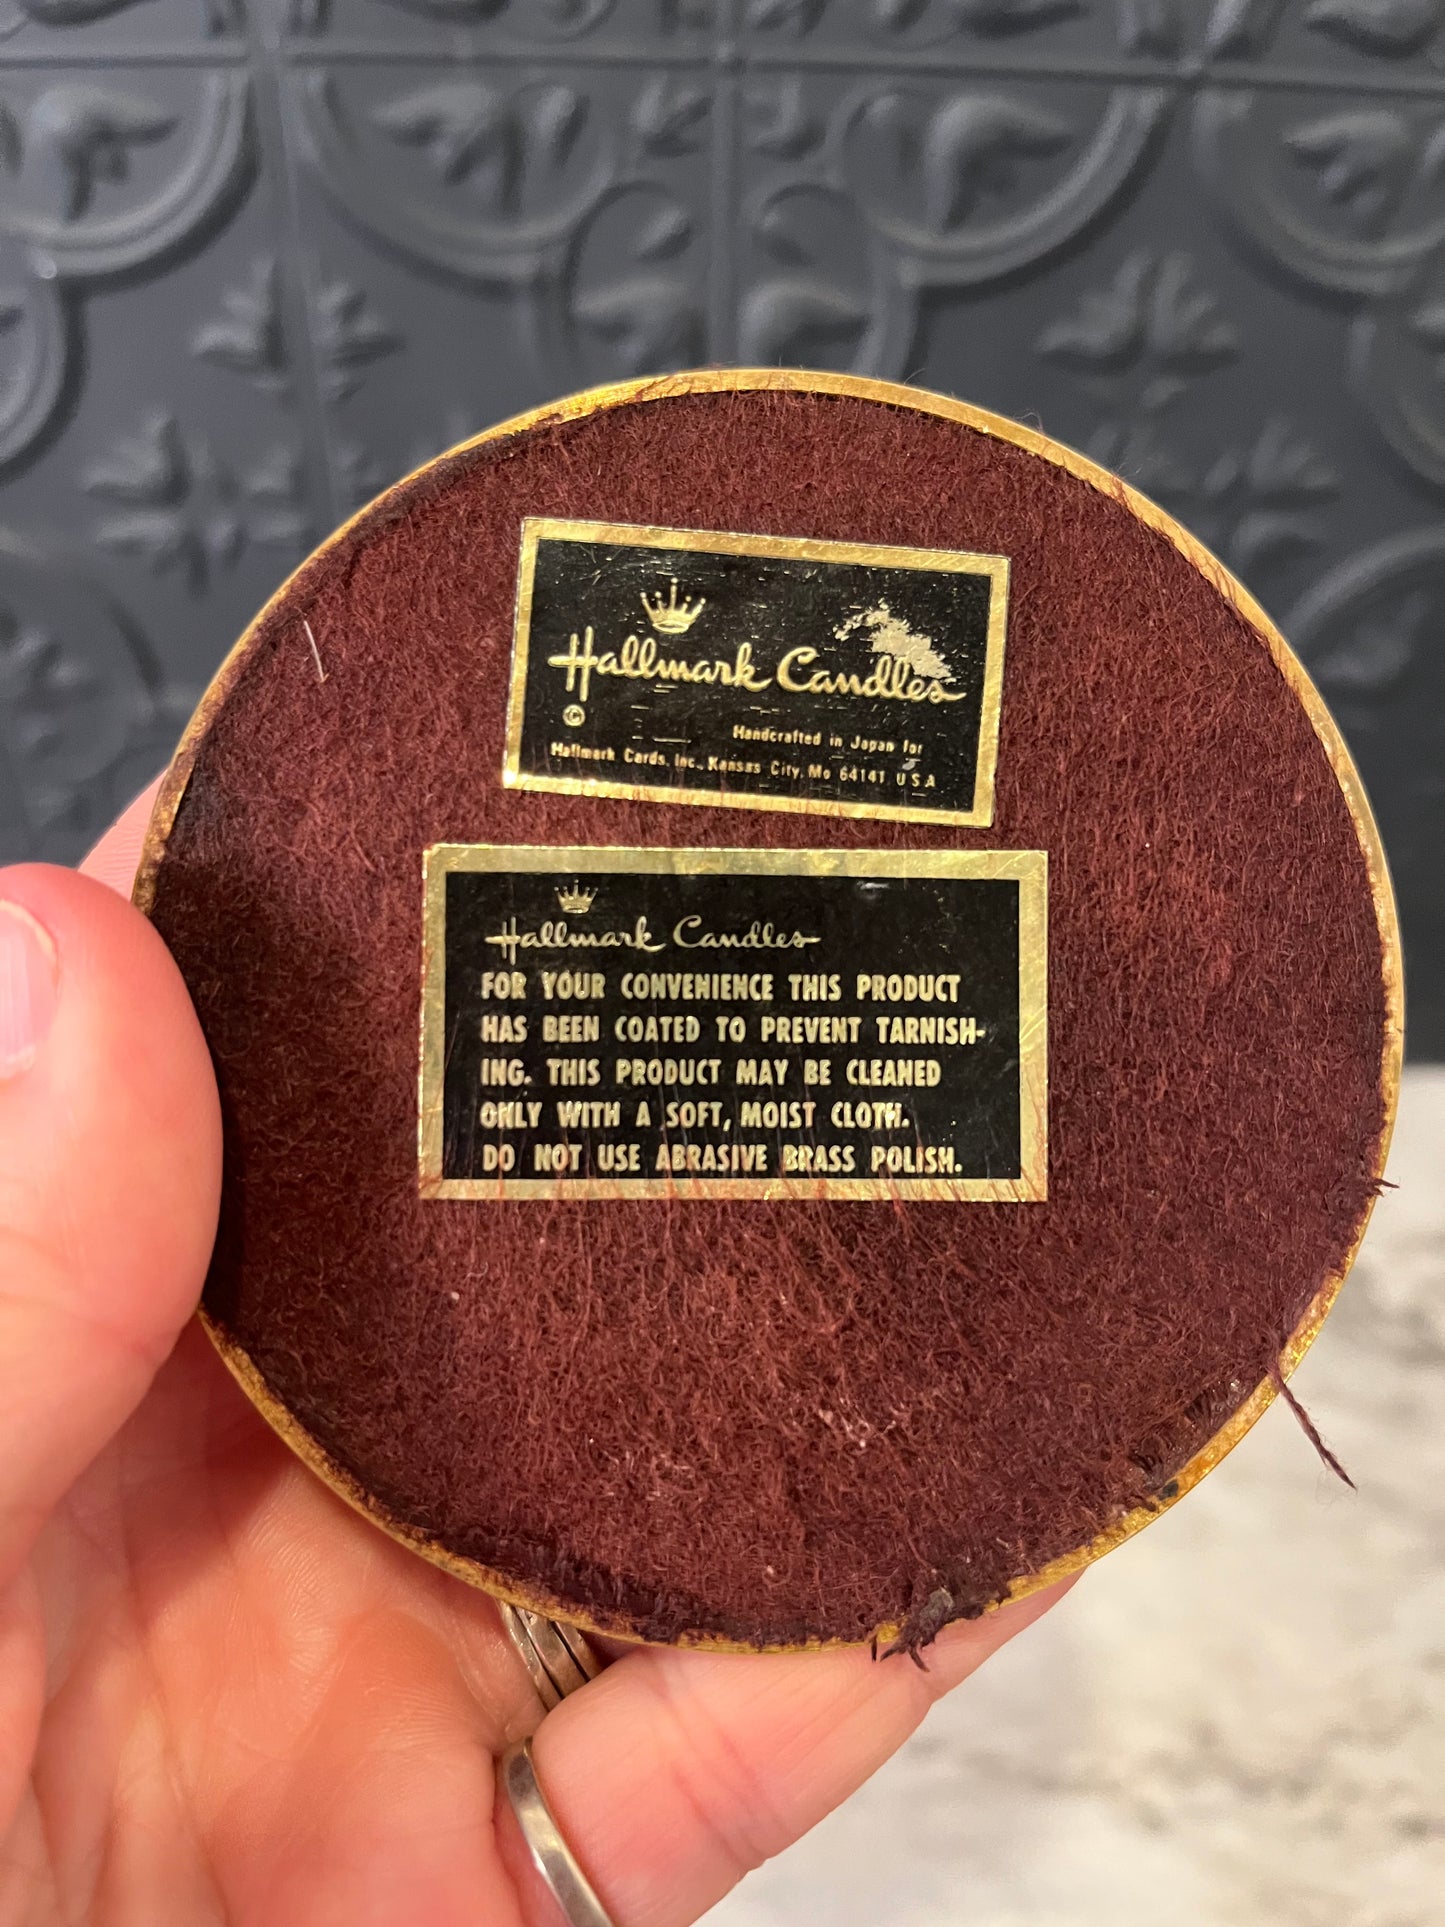 Hallmark Candles
©
Handcrafted in Japan for
Hallmark Cards, Inc., Kansas City, Mo 64141 U S A
Hallmark Candles
FOR YOUR CONVENIENCE THIS PRODUCT
HAS BEEN COATED TO PREVENT TARNISH-
ING. THIS PRODUCT MAY BE CLEANED
ONLY WITH A SOFT, MOIST CLOTH.
DO NOT USE ABRASIVE BRASS POLISH.